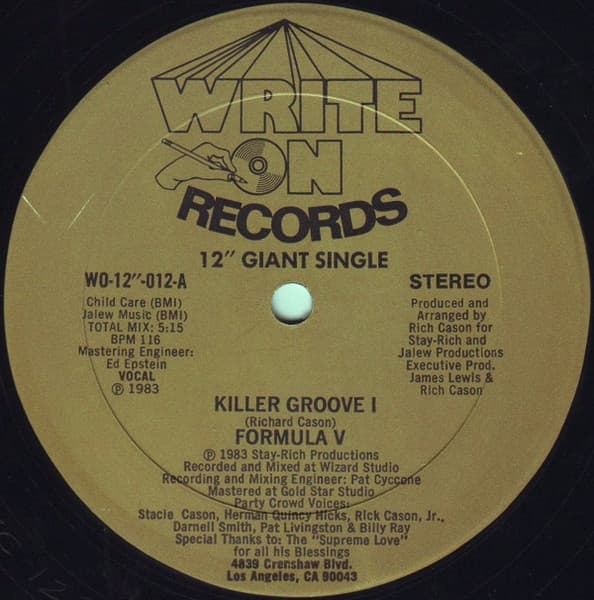 WRITE
ON
RECORDS
12" GIANT SINGLE
WO-12"-012-A
Child Care (BMI)
Jalew Music (BMI)
TOTAL MIX: 5:15
BPM 116
Mastering Engineer:
Ed Epstein
VOCAL
℗ 1983
STEREO
Produced and
Arranged by
Rich Cason for
Stay-Rich and
Jalew Productions
Executive Prod.
James Lewis &
Rich Cason
KILLER GROOVE I
(Richard Cason)
FORMULA V
℗ 1983 Stay-Rich Productions
Recorded and Mixed at Wizard Studio
Recording and Mixing Engineer: Pat Cyccone
Mastered at Gold Star Studio
Party Crowd Voices:
Stacie Cason, Herman Quincy Hicks, Rick Cason, Jr.,
Darnell Smith, Pat Livingston & Billy Ray
Special Thanks to: The "Supreme Love"
for all his Blessings
4839 Crenshaw Blvd.
Los Angeles, CA 90043